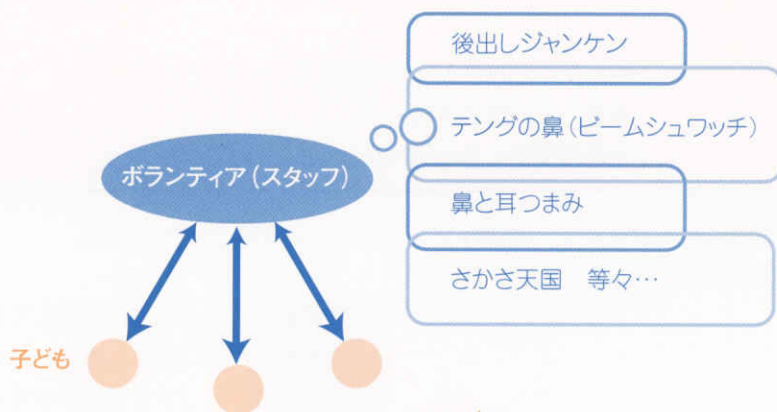 後出しジャンケン
テングの鼻(ビームシュワッチ)
ボランティア(スタッフ)
鼻と耳つまみ
さかさ天国 等々…
子ども